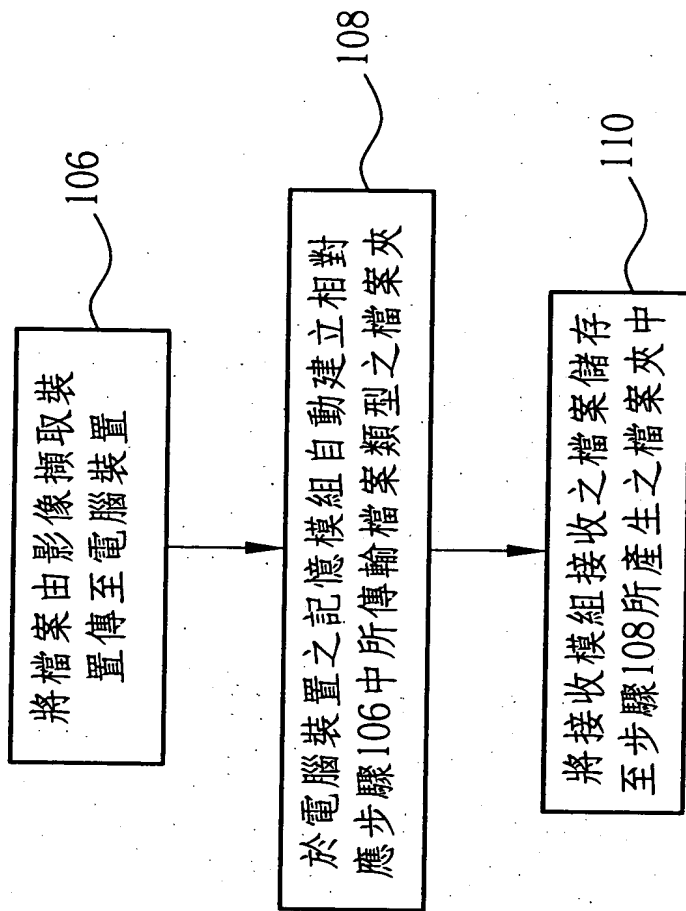 106
將檔案由影像擷取裝
置傳至電腦裝置
108
於電腦裝置之記憶模組自動建立相對
應步驟106中所傳輸檔案類型之檔案夾
110
將接收模組接收之檔案儲存
至步驟108所產生之檔案夾中